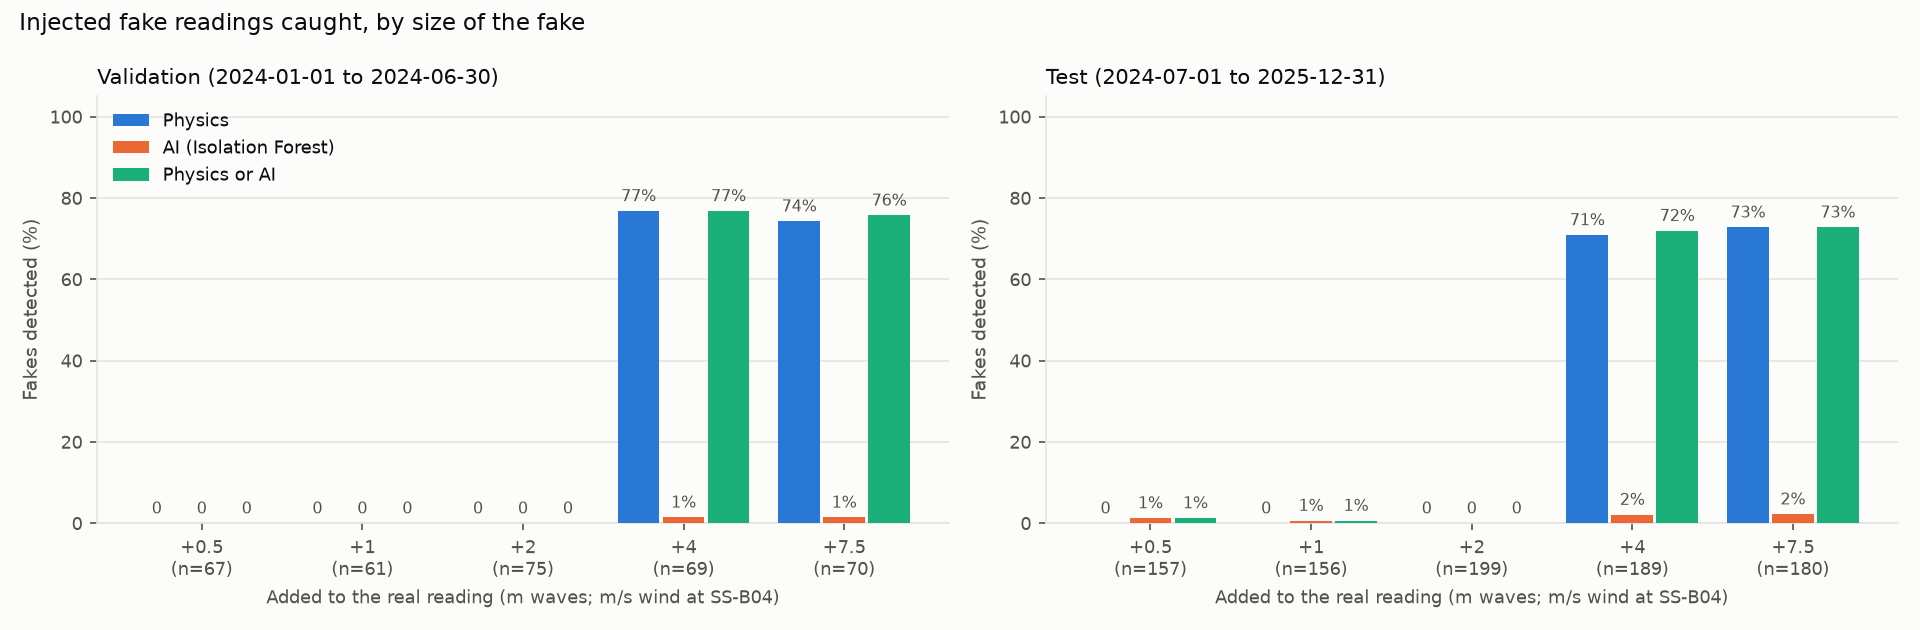 Injected fake readings caught, by size of the fake
Validation (2024-01-01 to 2024-06-30)
Fakes detected (%)
100
80
60
40
20
0
Physics
AI (Isolation Forest)
Physics or AI
0 0 0 0 0 0 0 0 0 77% 1% 77% 74% 1% 76%
+0.5 +1 +2 +4 +7.5
(n=67) (n=61) (n=75) (n=69) (n=70)
Added to the real reading (m waves; m/s wind at SS-B04)
Test (2024-07-01 to 2025-12-31)
Fakes detected (%)
100
80
60
40
20
0
0 1% 1% 0 1% 1% 0 0 0 71% 2% 72% 73% 2% 73%
+0.5 +1 +2 +4 +7.5
(n=157) (n=156) (n=199) (n=189) (n=180)
Added to the real reading (m waves; m/s wind at SS-B04)